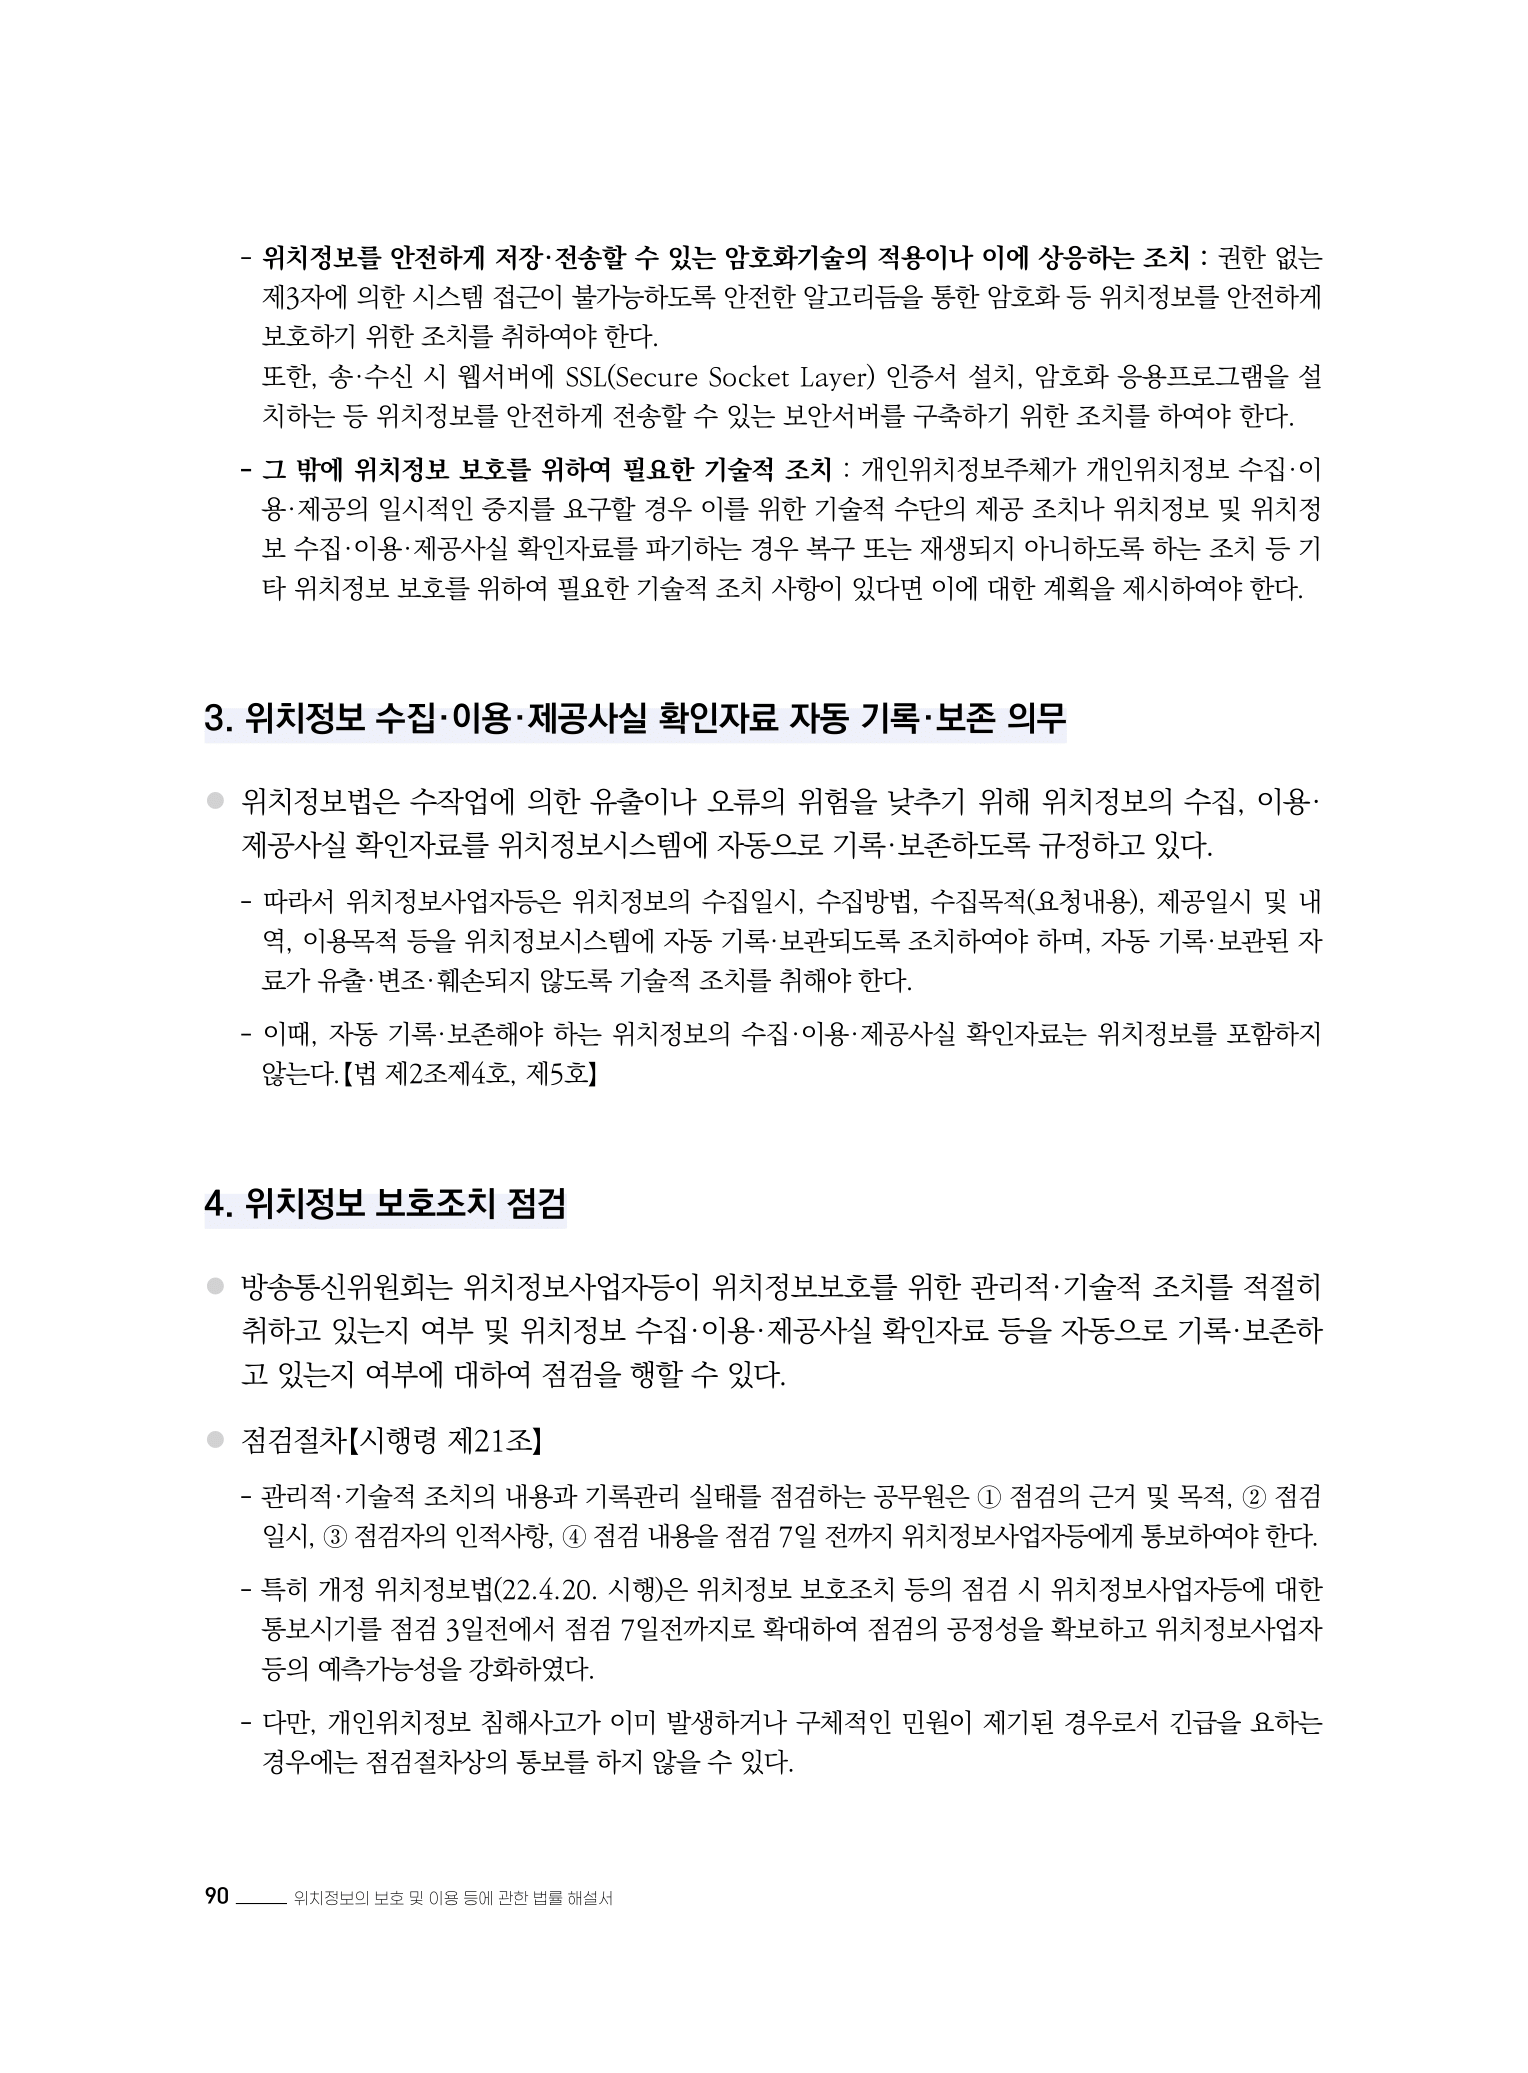 - 위치정보를 안전하게 저장·전송할 수 있는 암호화기술의 적용이나 이에 상응하는 조치 : 권한 없는
제3자에 의한 시스템 접근이 불가능하도록 안전한 알고리듬을 통한 암호화 등 위치정보를 안전하게
보호하기 위한 조치를 취하여야 한다.
또한, 송·수신 시 웹서버에 SSL(Secure Socket Layer) 인증서 설치, 암호화 응용프로그램을 설
치하는 등 위치정보를 안전하게 전송할 수 있는 보안서버를 구축하기 위한 조치를 하여야 한다.
- 그 밖에 위치정보 보호를 위하여 필요한 기술적 조치 : 개인위치정보주체가 개인위치정보 수집·이
용·제공의 일시적인 중지를 요구할 경우 이를 위한 기술적 수단의 제공 조치나 위치정보 및 위치정
보 수집·이용·제공사실 확인자료를 파기하는 경우 복구 또는 재생되지 아니하도록 하는 조치 등 기
타 위치정보 보호를 위하여 필요한 기술적 조치 사항이 있다면 이에 대한 계획을 제시하여야 한다.
3. 위치정보 수집·이용·제공사실 확인자료 자동 기록·보존 의무
● 위치정보법은 수작업에 의한 유출이나 오류의 위험을 낮추기 위해 위치정보의 수집, 이용·
제공사실 확인자료를 위치정보시스템에 자동으로 기록·보존하도록 규정하고 있다.
- 따라서 위치정보사업자등은 위치정보의 수집일시, 수집방법, 수집목적(요청내용), 제공일시 및 내
역, 이용목적 등을 위치정보시스템에 자동 기록·보관되도록 조치하여야 하며, 자동 기록·보관된 자
료가 유출·변조·훼손되지 않도록 기술적 조치를 취해야 한다.
- 이때, 자동 기록·보존해야 하는 위치정보의 수집·이용·제공사실 확인자료는 위치정보를 포함하지
않는다.【법 제2조제4호, 제5호】
4. 위치정보 보호조치 점검
● 방송통신위원회는 위치정보사업자등이 위치정보보호를 위한 관리적·기술적 조치를 적절히
취하고 있는지 여부 및 위치정보 수집·이용·제공사실 확인자료 등을 자동으로 기록·보존하
고 있는지 여부에 대하여 점검을 행할 수 있다.
● 점검절차【시행령 제21조】
- 관리적·기술적 조치의 내용과 기록관리 실태를 점검하는 공무원은 ① 점검의 근거 및 목적, ② 점검
일시, ③ 점검자의 인적사항, ④ 점검 내용을 점검 7일 전까지 위치정보사업자등에게 통보하여야 한다.
- 특히 개정 위치정보법(22.4.20. 시행)은 위치정보 보호조치 등의 점검 시 위치정보사업자등에 대한
통보시기를 점검 3일전에서 점검 7일전까지로 확대하여 점검의 공정성을 확보하고 위치정보사업자
등의 예측가능성을 강화하였다.
- 다만, 개인위치정보 침해사고가 이미 발생하거나 구체적인 민원이 제기된 경우로서 긴급을 요하는
경우에는 점검절차상의 통보를 하지 않을 수 있다.
90 위치정보의 보호 및 이용 등에 관한 법률 해설서